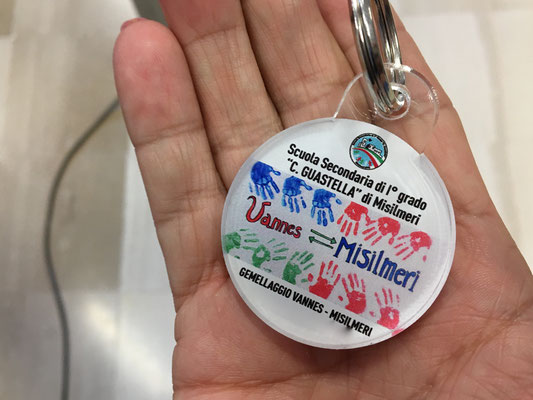 Scuola Secondaria di I° grado
"C. GUASTELLA" di Misilmeri
Vannes ⇌ Misilmeri
GEMELLAGGIO VANNES - MISILMERI